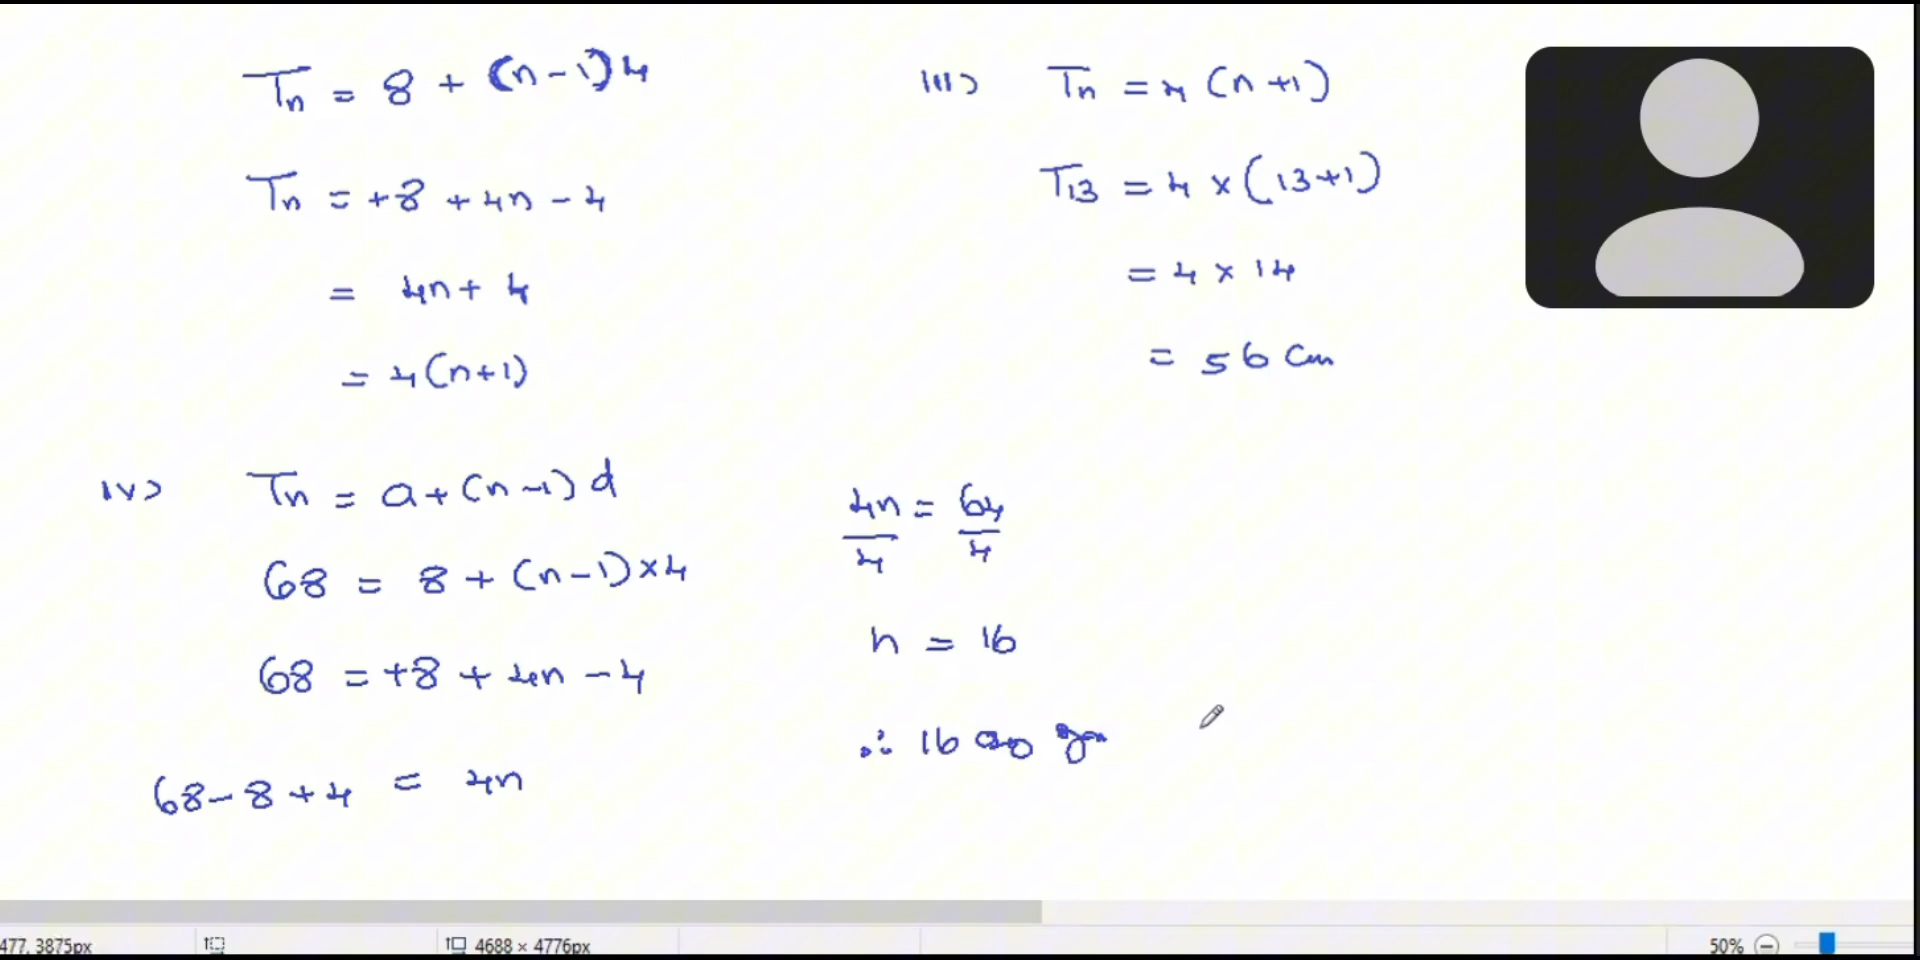 Tn = 8 + (n - 1) 4
Tn = +8 + 4n - 4
= 4n + 4
= 4(n+1)
iii) Tn = 4 (n +1)
T13 = 4 × (13+1)
= 4 × 14
= 56 cm
iv) Tn = a + (n -1) d
68 = 8 + (n-1) × 4
68 = +8 + 4n - 4
68 - 8 + 4 = 4n
4n/4 = 64/4
n = 16
∴ 16
477, 3875px
4688 × 4776px
50%